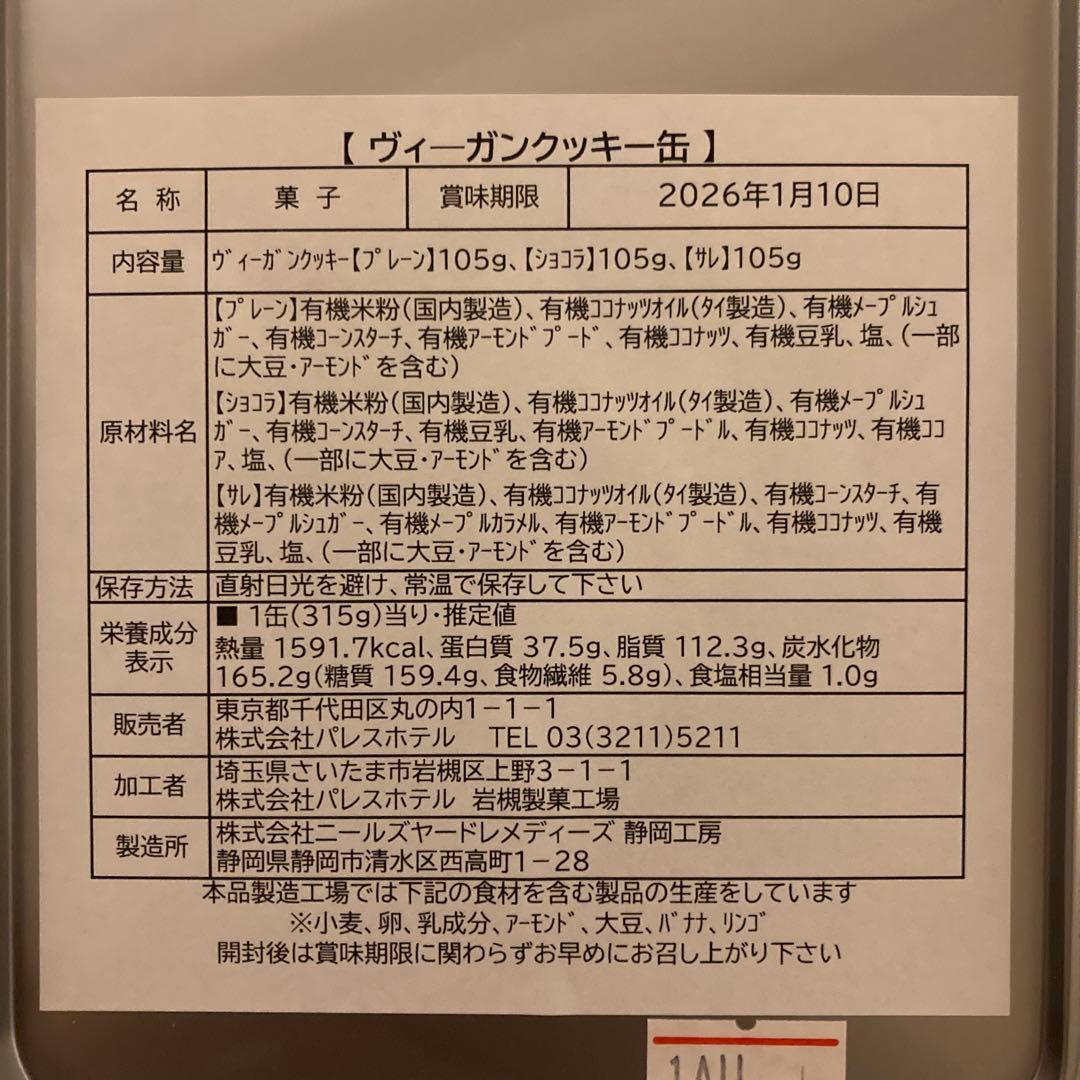 【 ヴィーガンクッキー缶 】
名 称 菓 子 賞味期限 2026年1月10日
内容量 ヴィーガンクッキー【プレーン】105g、【ショコラ】105g、【サレ】105g
原材料名
【プレーン】有機米粉(国内製造)、有機ココナッツオイル(タイ製造)、有機メープルシュ
ガー、有機コーンスターチ、有機アーモンドプード、有機ココナッツ、有機豆乳、塩、(一部
に大豆・アーモンドを含む)
【ショコラ】有機米粉(国内製造)、有機ココナッツオイル(タイ製造)、有機メープルシュ
ガー、有機コーンスターチ、有機豆乳、有機アーモンドプードル、有機ココナッツ、有機ココ
ア、塩、(一部に大豆・アーモンドを含む)
【サレ】有機米粉(国内製造)、有機ココナッツオイル(タイ製造)、有機コーンスターチ、有
機メープルシュガー、有機メープルカラメル、有機アーモンドプードル、有機ココナッツ、有機
豆乳、塩、(一部に大豆・アーモンドを含む)
保存方法 直射日光を避け、常温で保存して下さい
栄養成分
表示
■ 1缶(315g)当り・推定値
熱量 1591.7kcal、蛋白質 37.5g、脂質 112.3g、炭水化物
165.2g(糖質 159.4g、食物繊維 5.8g)、食塩相当量 1.0g
販売者
東京都千代田区丸の内1-1-1
株式会社パレスホテル TEL 03(3211)5211
加工者
埼玉県さいたま市岩槻区上野3-1-1
株式会社パレスホテル 岩槻製菓工場
製造所
株式会社ニールズヤードレメディーズ 静岡工房
静岡県静岡市清水区西高町1-28
本品製造工場では下記の食材を含む製品の生産をしています
※小麦、卵、乳成分、アーモンド、大豆、バナナ、リンゴ
開封後は賞味期限に関わらずお早めにお召し上がり下さい